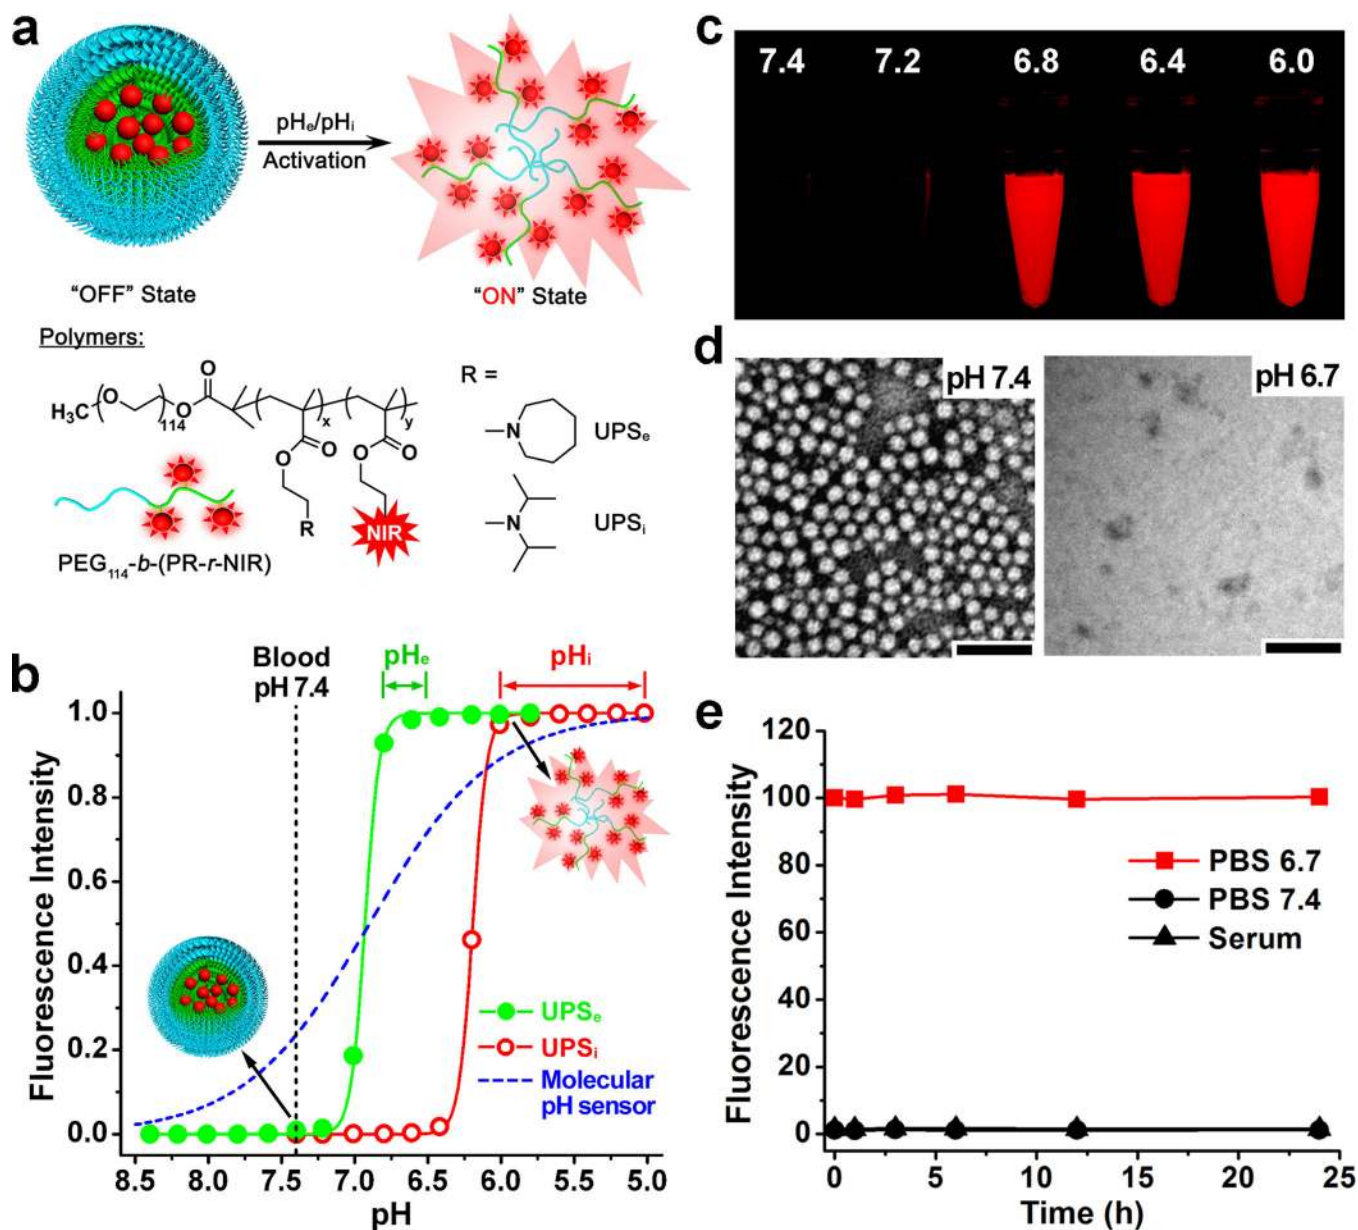 a
pHe/pHi
Activation
"OFF" State
"ON" State
Polymers:
H3C
O
114
O
O
x
y
O
O
O
O
R
NIR
PEG114-b-(PR-r-NIR)
R =
N
UPSe
N
UPSi
b
Blood
pH 7.4
pHe
pHi
Fluorescence Intensity
1.0
0.8
0.6
0.4
0.2
0.0
UPSe
UPSi
Molecular
pH sensor
8.5 8.0 7.5 7.0 6.5 6.0 5.5 5.0
pH
c
7.4 7.2 6.8 6.4 6.0
d
pH 7.4
pH 6.7
e
Fluorescence Intensity
120
100
80
60
40
20
0
PBS 6.7
PBS 7.4
Serum
0 5 10 15 20 25
Time (h)